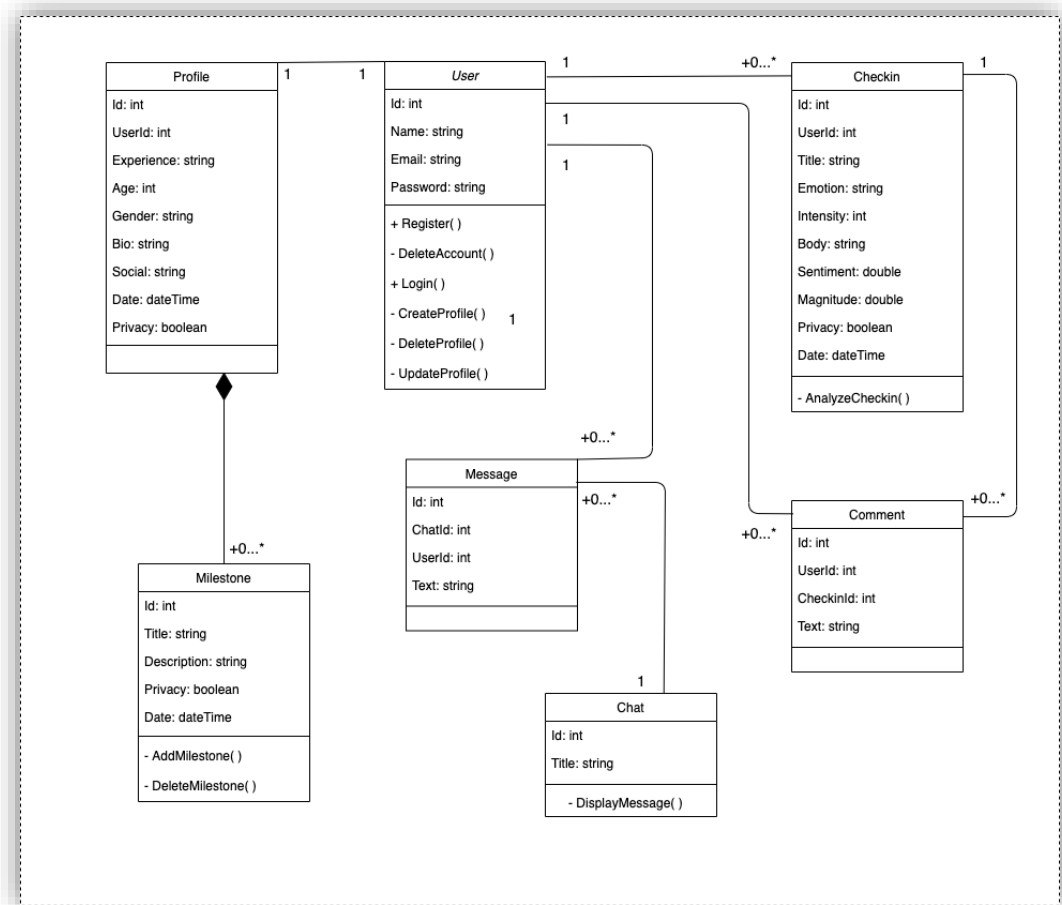 Profile
Id: int
UserId: int
Experience: string
Age: int
Gender: string
Bio: string
Social: string
Date: dateTime
Privacy: boolean
1
1
User
Id: int
Name: string
Email: string
Password: string
+ Register( )
- DeleteAccount( )
+ Login( )
- CreateProfile( )
1
- DeleteProfile( )
- UpdateProfile( )
1
+0...*
1
1
Checkin
Id: int
UserId: int
Title: string
Emotion: string
Intensity: int
Body: string
Sentiment: double
Magnitude: double
Privacy: boolean
Date: dateTime
- AnalyzeCheckin( )
1
+0...*
Message
Id: int
ChatId: int
UserId: int
Text: string
+0...*
+0...*
Comment
Id: int
UserId: int
CheckinId: int
Text: string
+0...*
+0...*
Milestone
Id: int
Title: string
Description: string
Privacy: boolean
Date: dateTime
- AddMilestone( )
- DeleteMilestone( )
1
Chat
Id: int
Title: string
- DisplayMessage( )